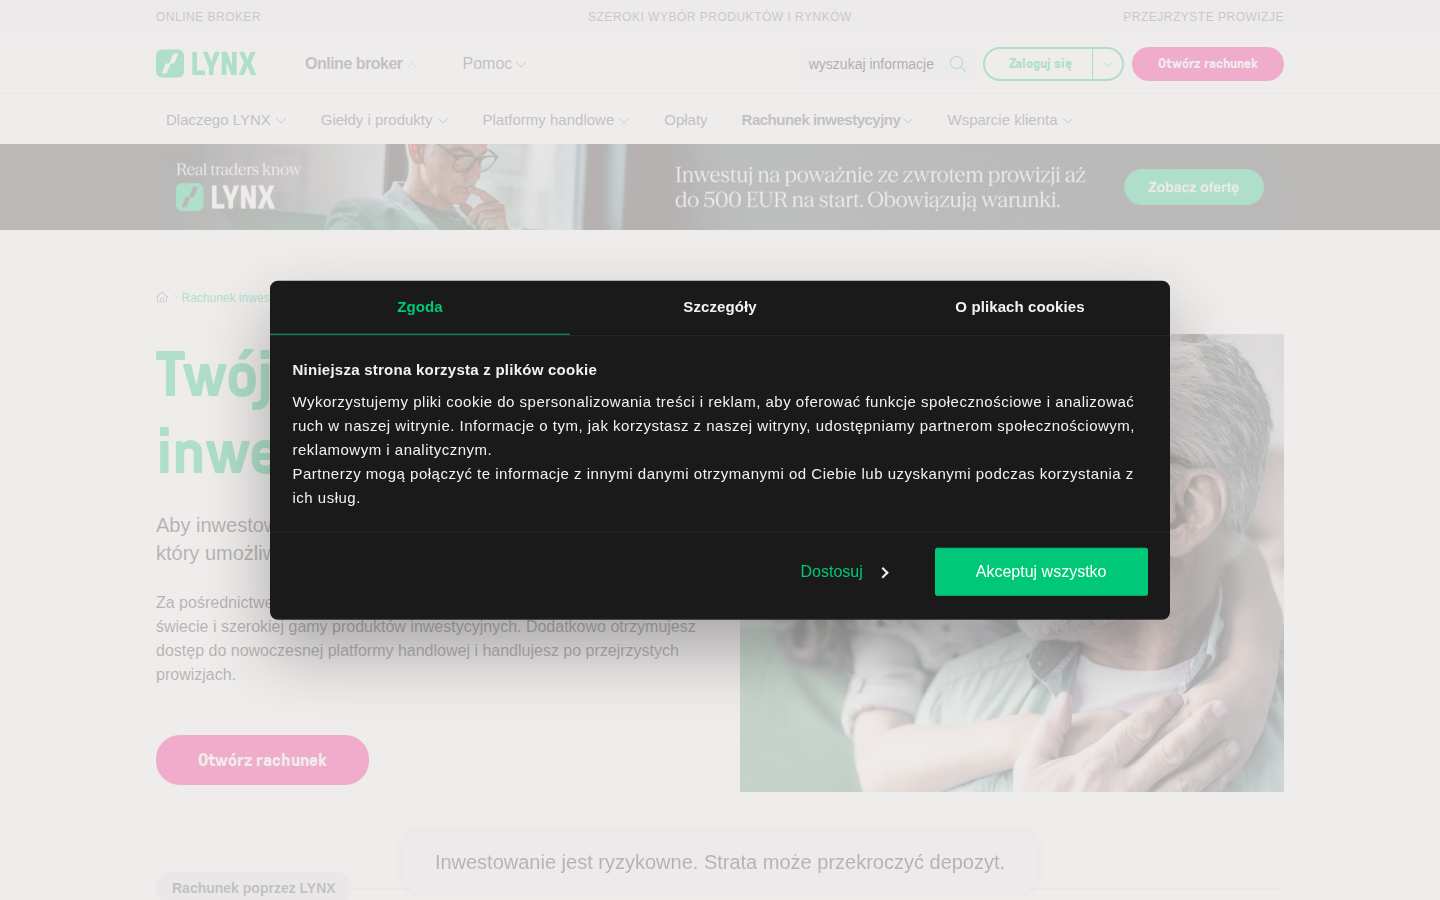 ONLINE BROKER
SZEROKI WYBÓR PRODUKTÓW I RYNKÓW
PRZEJRZYSTE PROWIZJE
LYNX
Online broker
Pomoc
wyszukaj informacje
Zaloguj się
Otwórz rachunek
Dlaczego LYNX
Giełdy i produkty
Platformy handlowe
Opłaty
Rachunek inwestycyjny
Wsparcie klienta
Real traders know
LYNX
Inwestuj na poważnie ze zwrotem prowizji aż
do 500 EUR na start. Obowiązują warunki.
Zobacz ofertę
Rachunek inwes
Zgoda
Szczegóły
O plikach cookies
Niniejsza strona korzysta z plików cookie
Wykorzystujemy pliki cookie do spersonalizowania treści i reklam, aby oferować funkcje społecznościowe i analizować
ruch w naszej witrynie. Informacje o tym, jak korzystasz z naszej witryny, udostępniamy partnerom społecznościowym,
reklamowym i analitycznym.
Partnerzy mogą połączyć te informacje z innymi danymi otrzymanymi od Ciebie lub uzyskanymi podczas korzystania z
ich usług.
Dostosuj
Akceptuj wszystko
Twój
inwe
Aby inwestow
który umożliw
Za pośrednictwe
świecie i szerokiej gamy produktów inwestycyjnych. Dodatkowo otrzymujesz
dostęp do nowoczesnej platformy handlowej i handlujesz po przejrzystych
prowizjach.
Otwórz rachunek
Inwestowanie jest ryzykowne. Strata może przekroczyć depozyt.
Rachunek poprzez LYNX